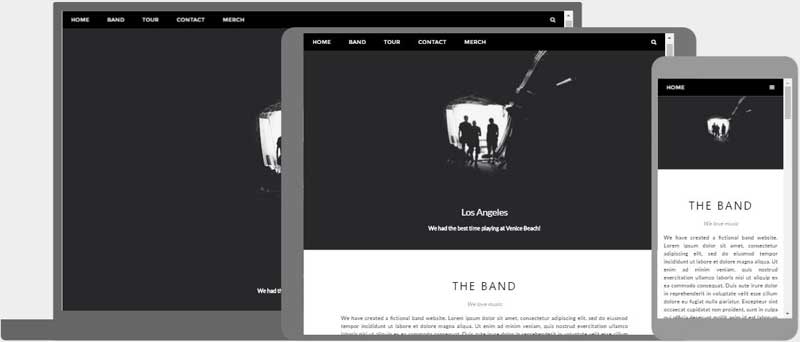 HOME BAND TOUR CONTACT MERCH
We had th
HOME BAND TOUR CONTACT MERCH
Los Angeles
We had the best time playing at Venice Beach!
THE BAND
We love music
We have created a fictional band website. Lorem ipsum dolor sit amet, consectetur adipiscing elit, sed do eiusmod
tempor incididunt ut labore et dolore magna aliqua. Ut enim ad minim veniam, quis nostrud exercitation ullamco
HOME
THE BAND
We love music
We have created a fictional band website.
Lorem ipsum dolor sit amet, consectetur
adipiscing elit, sed do eiusmod tempor
incididunt ut labore et dolore magna aliqua. Ut
enim ad minim veniam, quis nostrud
exercitation ullamco laboris nisi ut aliquip ex
ea commodo consequat. Duis aute irure dolor
in reprehenderit in voluptate velit esse cillum
dolore eu fugiat nulla pariatur. Excepteur sint
occaecat cupidatat non proident, sunt in culpa